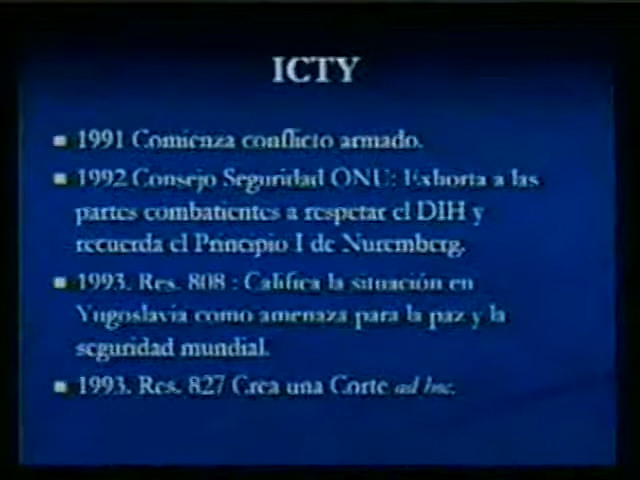 ICTY
1991 Comienza conflicto armado.
1992 Consejo Seguridad ONU: Exhorta a las
partes combatientes a respetar el DIH y
recuerda el Principio I de Nuremberg.
1993. Res. 808 : Califica la situación en
Yugoslavia como amenaza para la paz y la
seguridad mundial.
1993. Res. 827 Crea una Corte ad hoc.